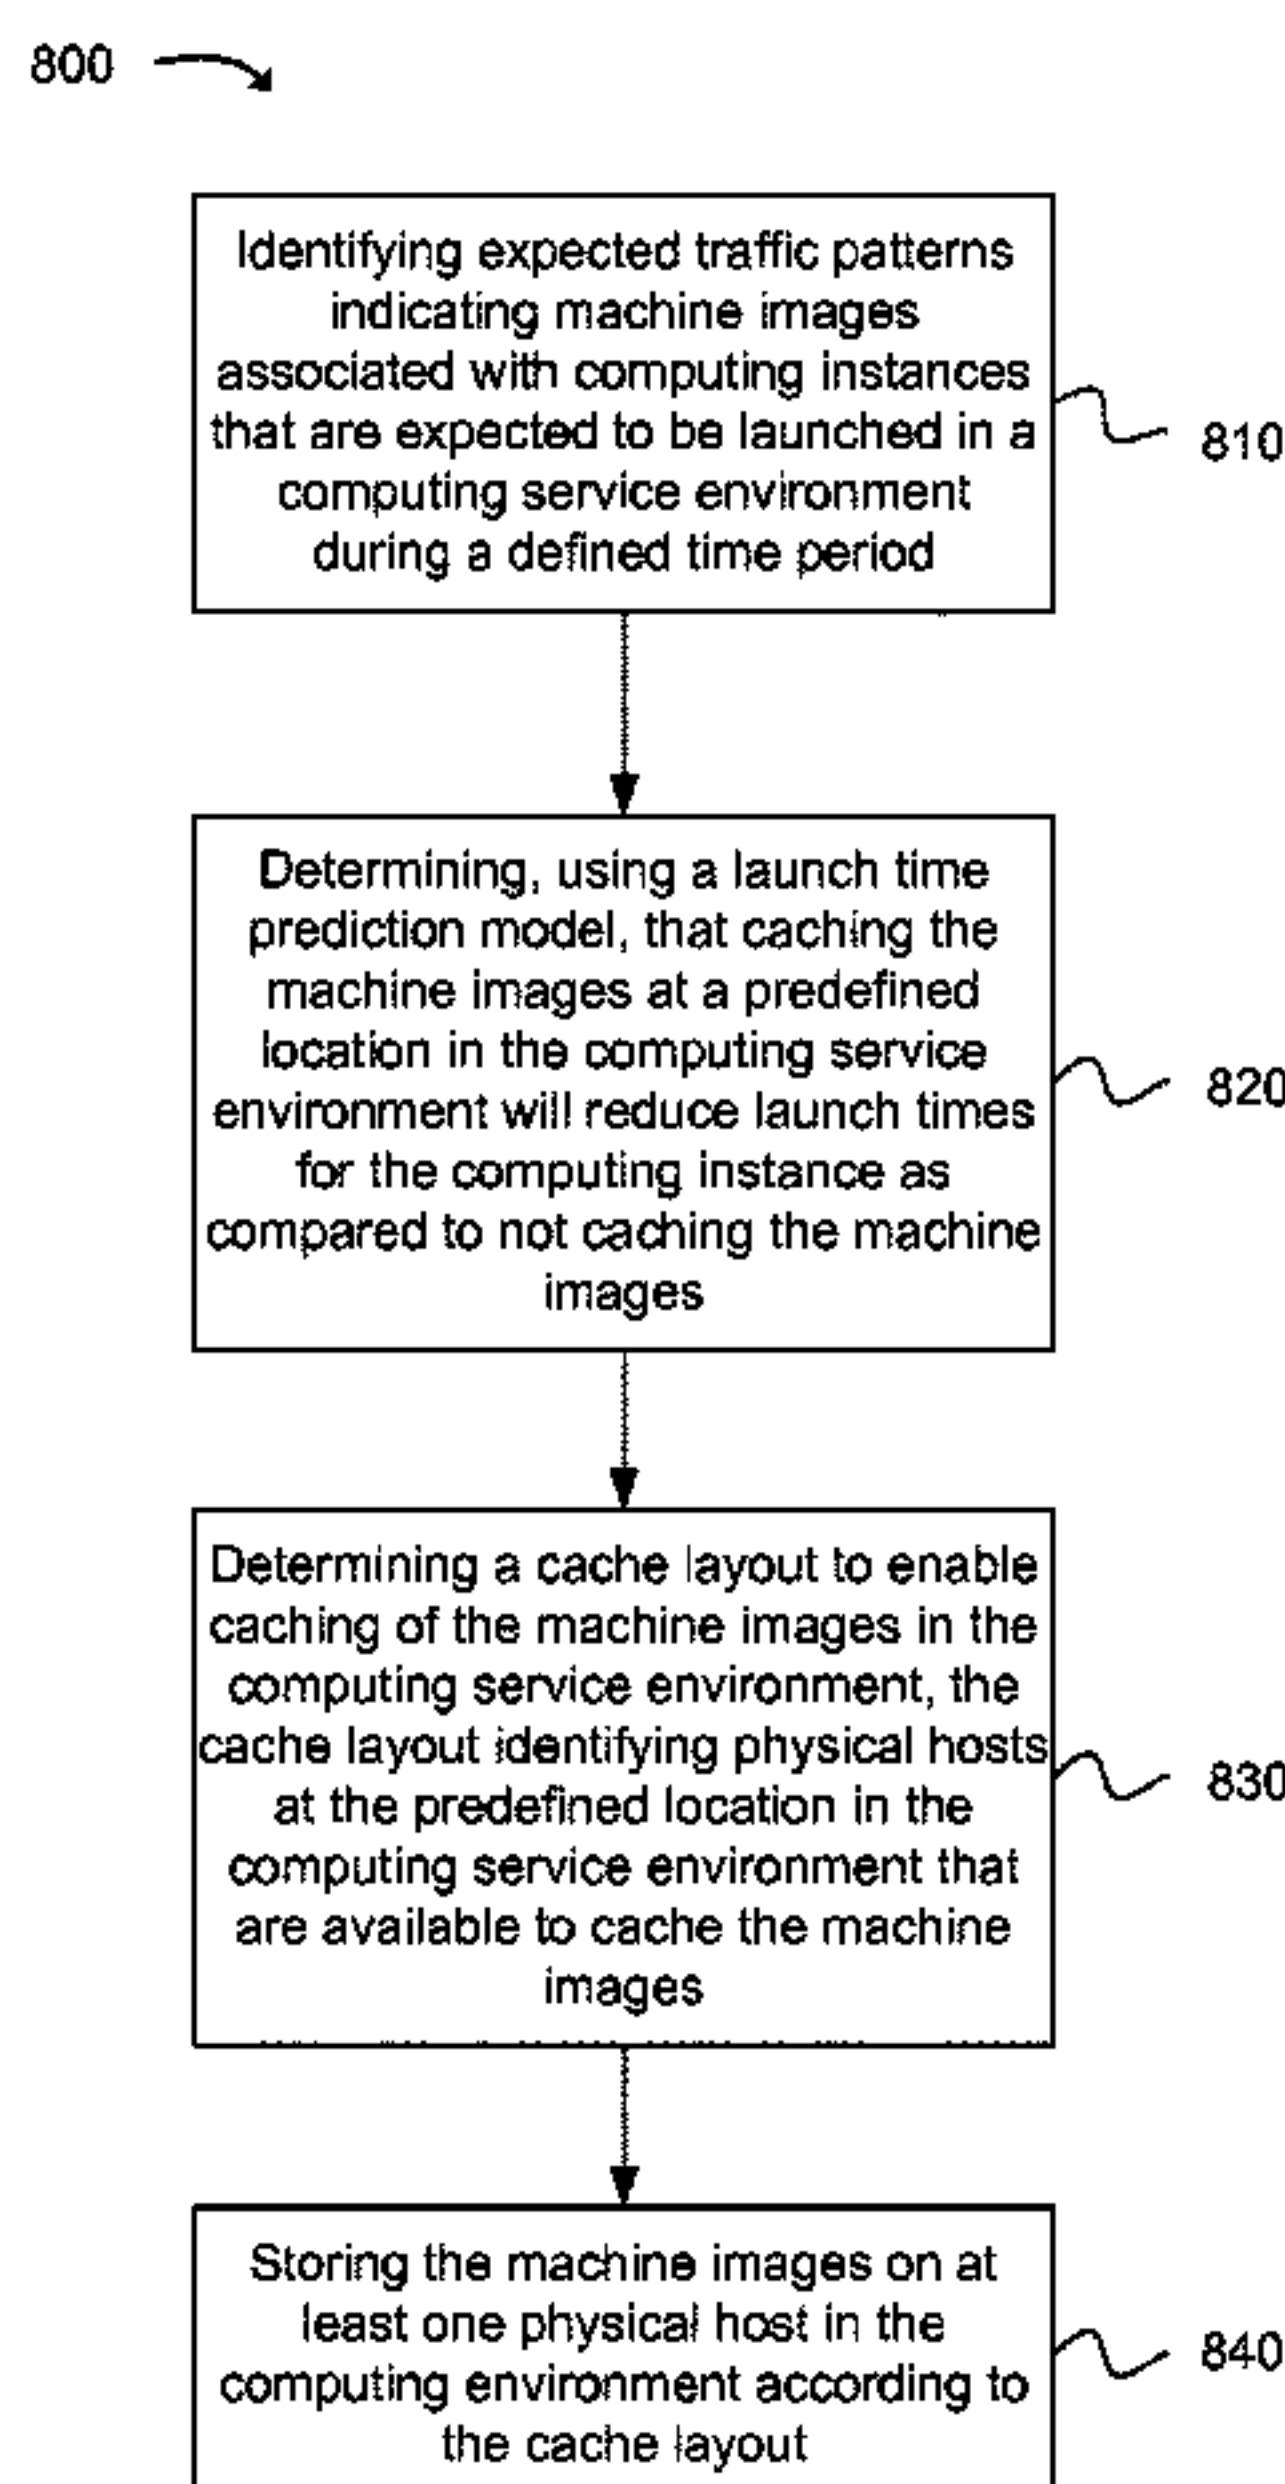 800
Identifying expected traffic patterns
indicating machine images
associated with computing instances
that are expected to be launched in a
computing service environment
during a defined time period
810
Determining, using a launch time
prediction model, that caching the
machine images at a predefined
location in the computing service
environment will reduce launch times
for the computing instance as
compared to not caching the machine
images
820
Determining a cache layout to enable
caching of the machine images in the
computing service environment, the
cache layout identifying physical hosts
at the predefined location in the
computing service environment that
are available to cache the machine
images
830
Storing the machine images on at
least one physical host in the
computing environment according to
the cache layout
840